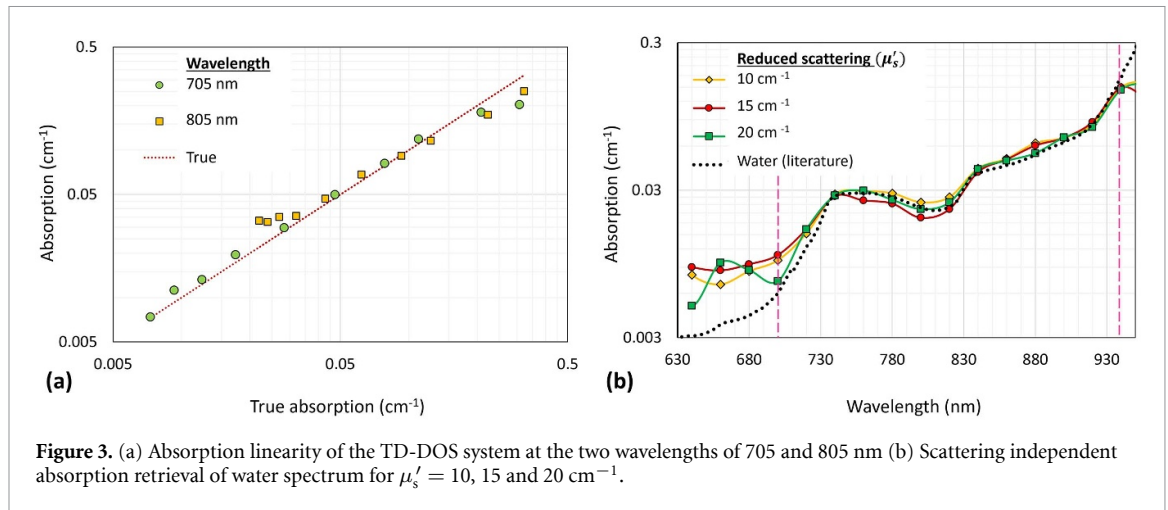 0.5
0.05
0.005
Absorption (cm-1)
Wavelength
705 nm
805 nm
True
0.005
0.05
0.5
(a)
True absorption (cm-1)
0.3
0.03
0.003
Absorption (cm-1)
Reduced scattering (μ′s)
10 cm -1
15 cm -1
20 cm -1
Water (literature)
630
680
730
780
830
880
930
(b)
Wavelength (nm)
Figure 3. (a) Absorption linearity of the TD-DOS system at the two wavelengths of 705 and 805 nm (b) Scattering independent
absorption retrieval of water spectrum for μs′ = 10, 15 and 20 cm−1.